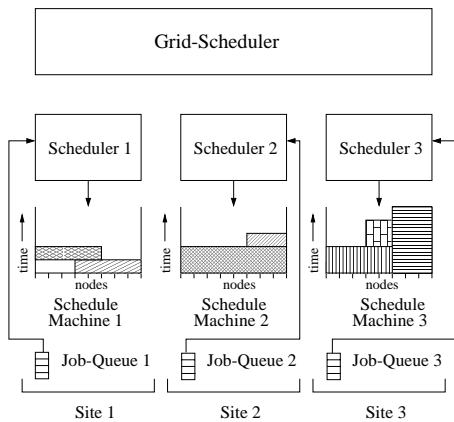 Grid-Scheduler
Scheduler 1
Scheduler 2
Scheduler 3
time
time
time
nodes
nodes
nodes
Schedule
Machine 1
Schedule
Machine 2
Schedule
Machine 3
Job-Queue 1
Job-Queue 2
Job-Queue 3
Site 1
Site 2
Site 3